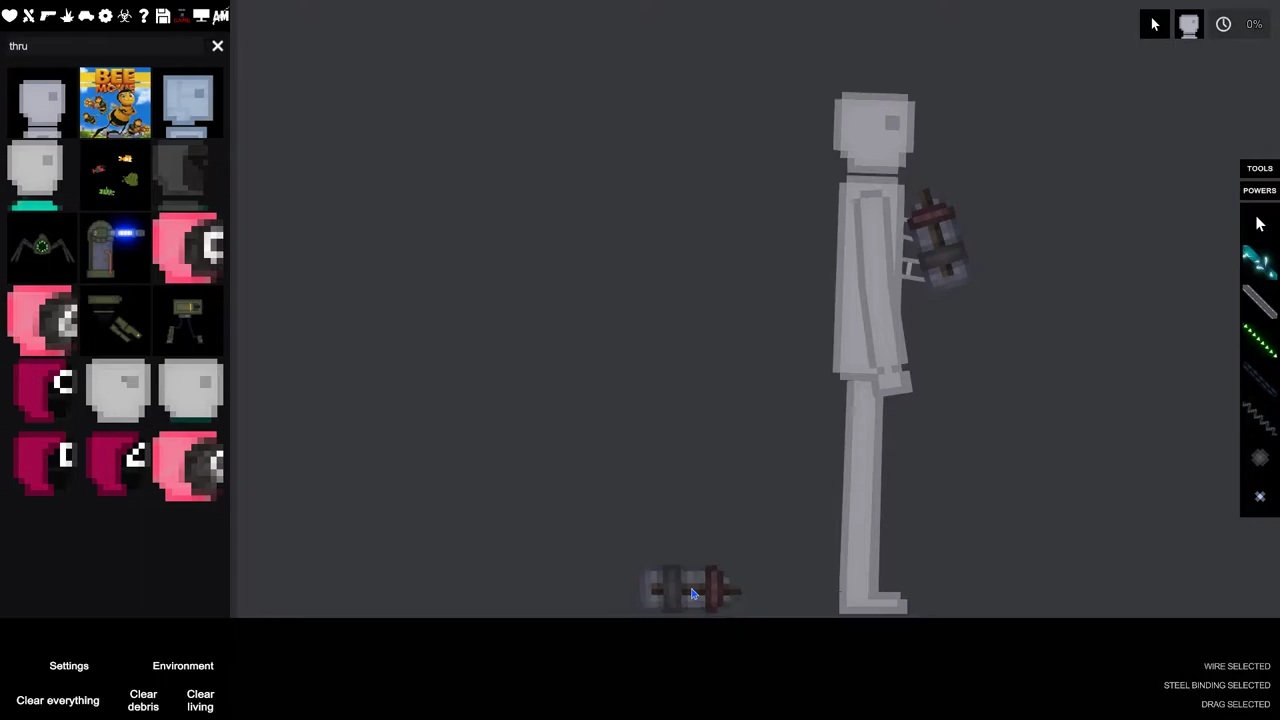 AM
0%
thru
BEE
MOVIE
TOOLS
POWERS
Settings
Environment
WIRE SELECTED
STEEL BINDING SELECTED
Clear everything
Clear
debris
Clear
living
DRAG SELECTED